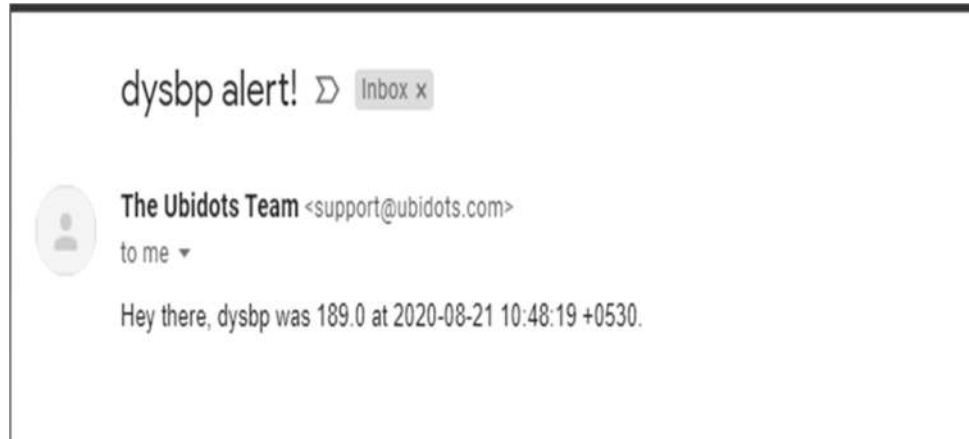 dysbp alert! Inbox x
The Ubidots Team <support@ubidots.com>
to me
Hey there, dysbp was 189.0 at 2020-08-21 10:48:19 +0530.